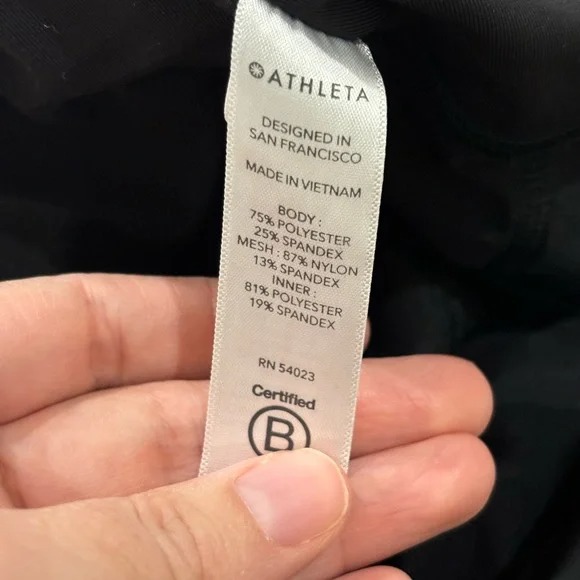 ATHLETA
DESIGNED IN
SAN FRANCISCO
MADE IN VIETNAM
BODY :
75% POLYESTER
25% SPANDEX
MESH : 87% NYLON
13% SPANDEX
INNER :
81% POLYESTER
19% SPANDEX
RN 54023
Certified
B